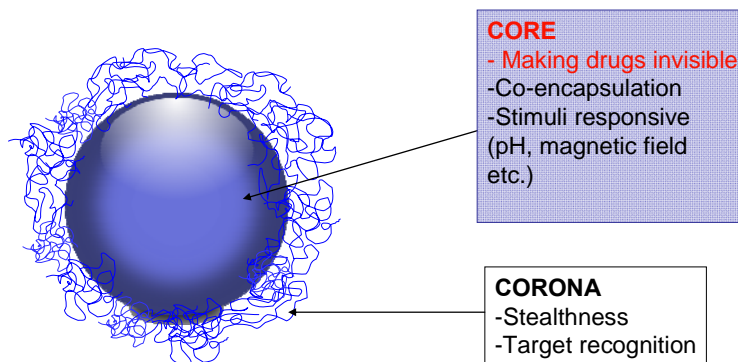 CORE
- Making drugs invisible
-Co-encapsulation
-Stimuli responsive
(pH, magnetic field
etc.)
CORONA
-Stealthness
-Target recognition